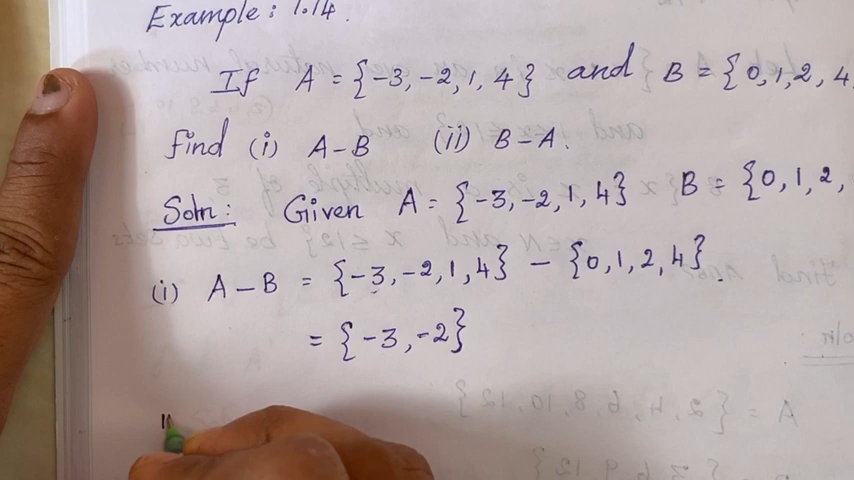 Example: 1.14.
If A = {-3, -2, 1, 4} and B = {0, 1, 2, 4
find (i) A-B (ii) B-A.
Soln: Given A = {-3, -2, 1, 4} B = {0, 1, 2,
(i) A-B = {-3, -2, 1, 4} - {0, 1, 2, 4}.
= {-3, -2}